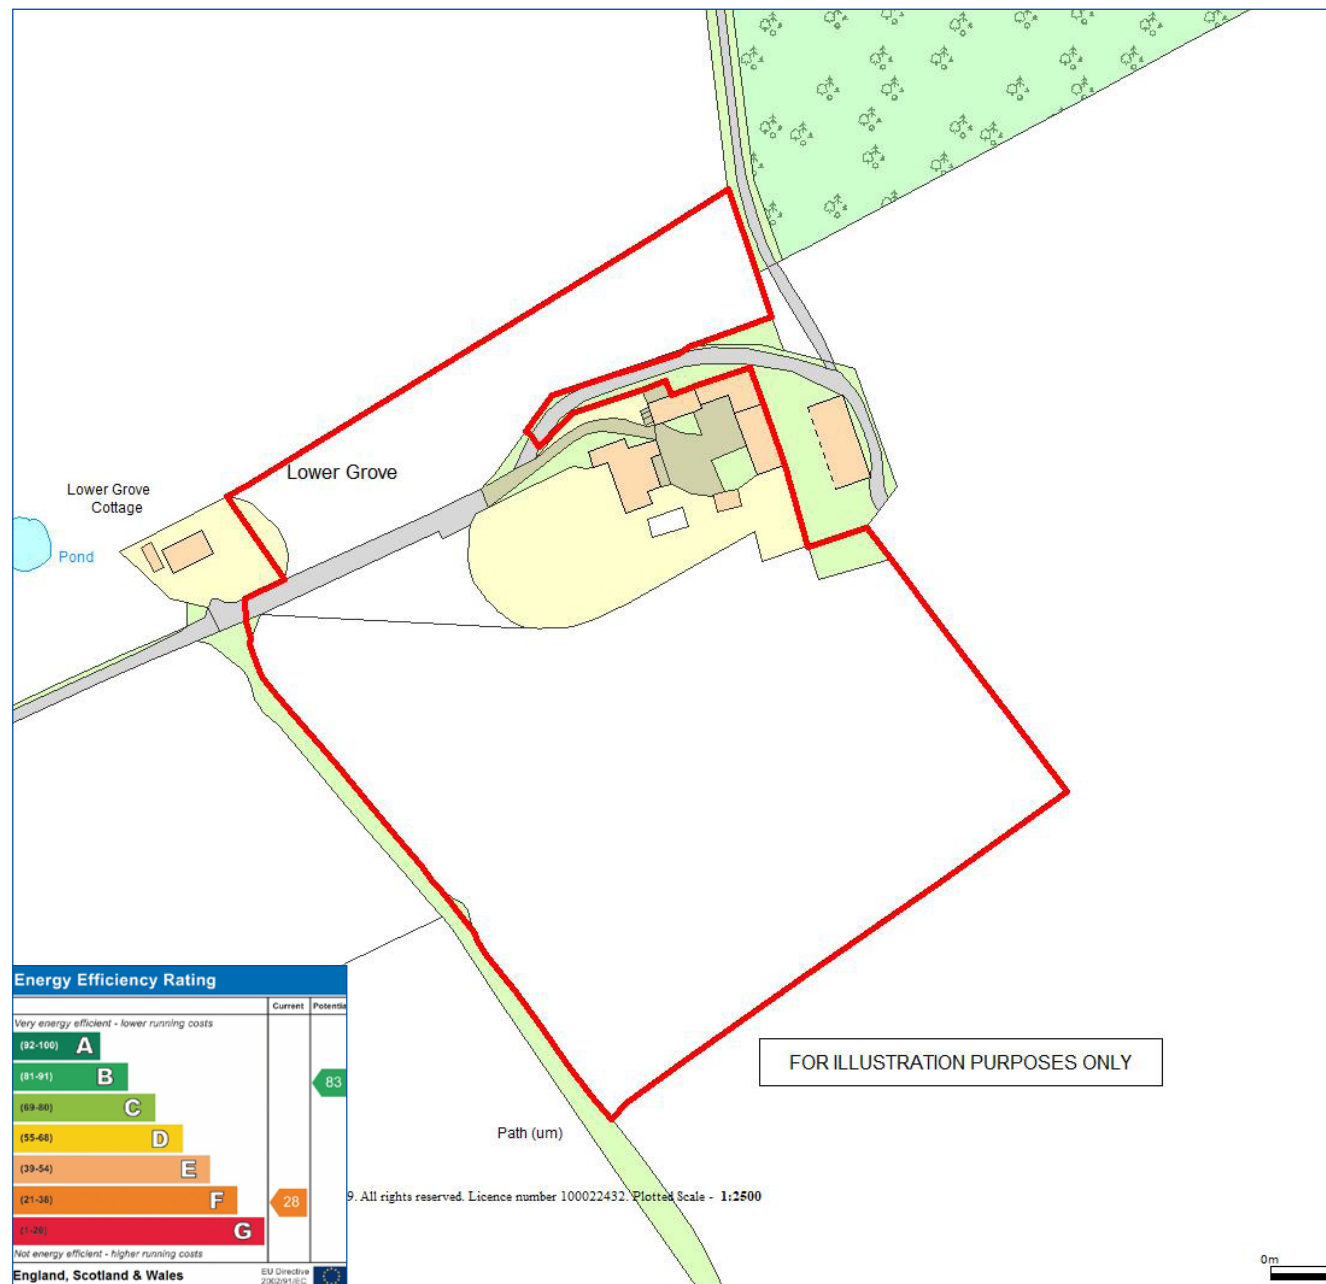 Lower Grove
Lower Grove
Cottage
Pond
FOR ILLUSTRATION PURPOSES ONLY
Path (um)
9. All rights reserved. Licence number 100022432. Plotted Scale - 1:2500
0m
Energy Efficiency Rating
Current Potentia
Very energy efficient - lower running costs
(92-100) A
(81-91) B
83
(69-80) C
(55-68) D
(39-54) E
(21-38) F
28
(1-20) G
Not energy efficient - higher running costs
England, Scotland & Wales
EU Directive
2002/91/EC